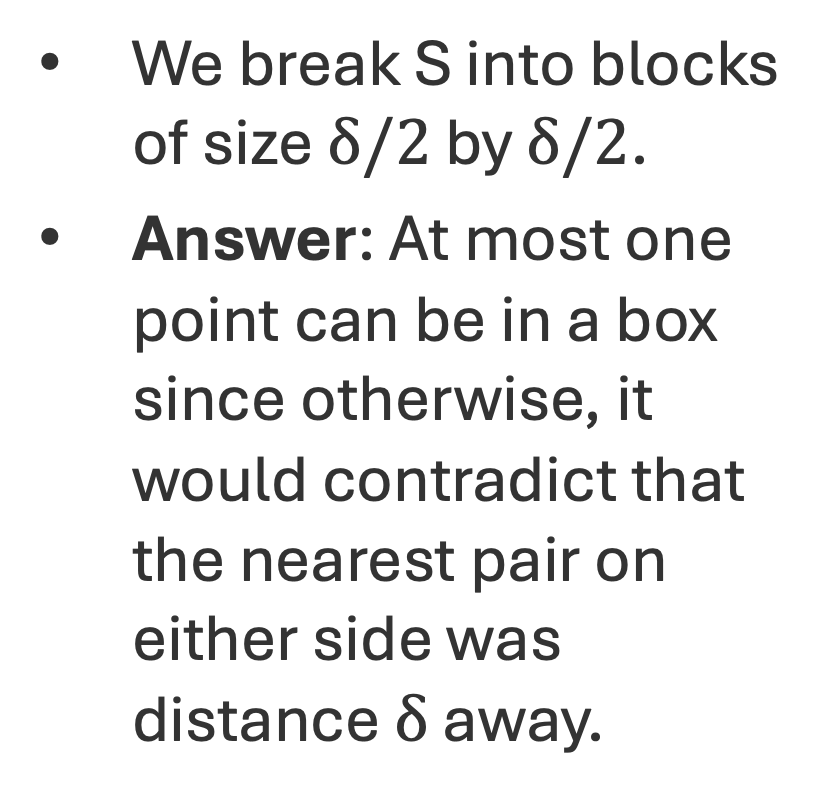 • We break S into blocks
of size δ/2 by δ/2.
• Answer: At most one
point can be in a box
since otherwise, it
would contradict that
the nearest pair on
either side was
distance δ away.